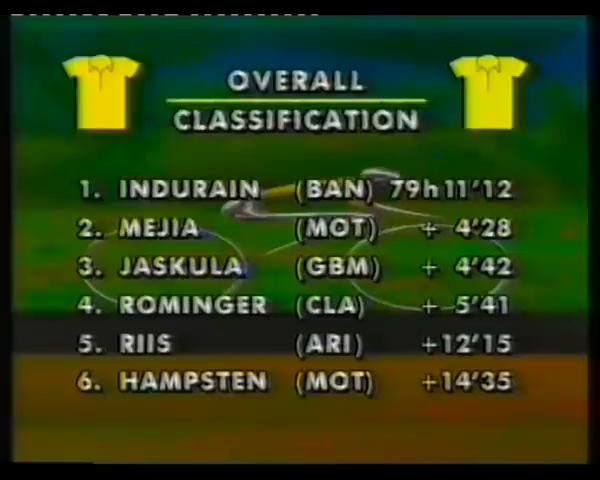 OVERALL
CLASSIFICATION
1. INDURAIN (BAN) 79h11'12
2. MEJIA (MOT) + 4'28
3. JASKULA (GBM) + 4'42
4. ROMINGER (CLA) + 5'41
5. RIIS (ARI) +12'15
6. HAMPSTEN (MOT) +14'35